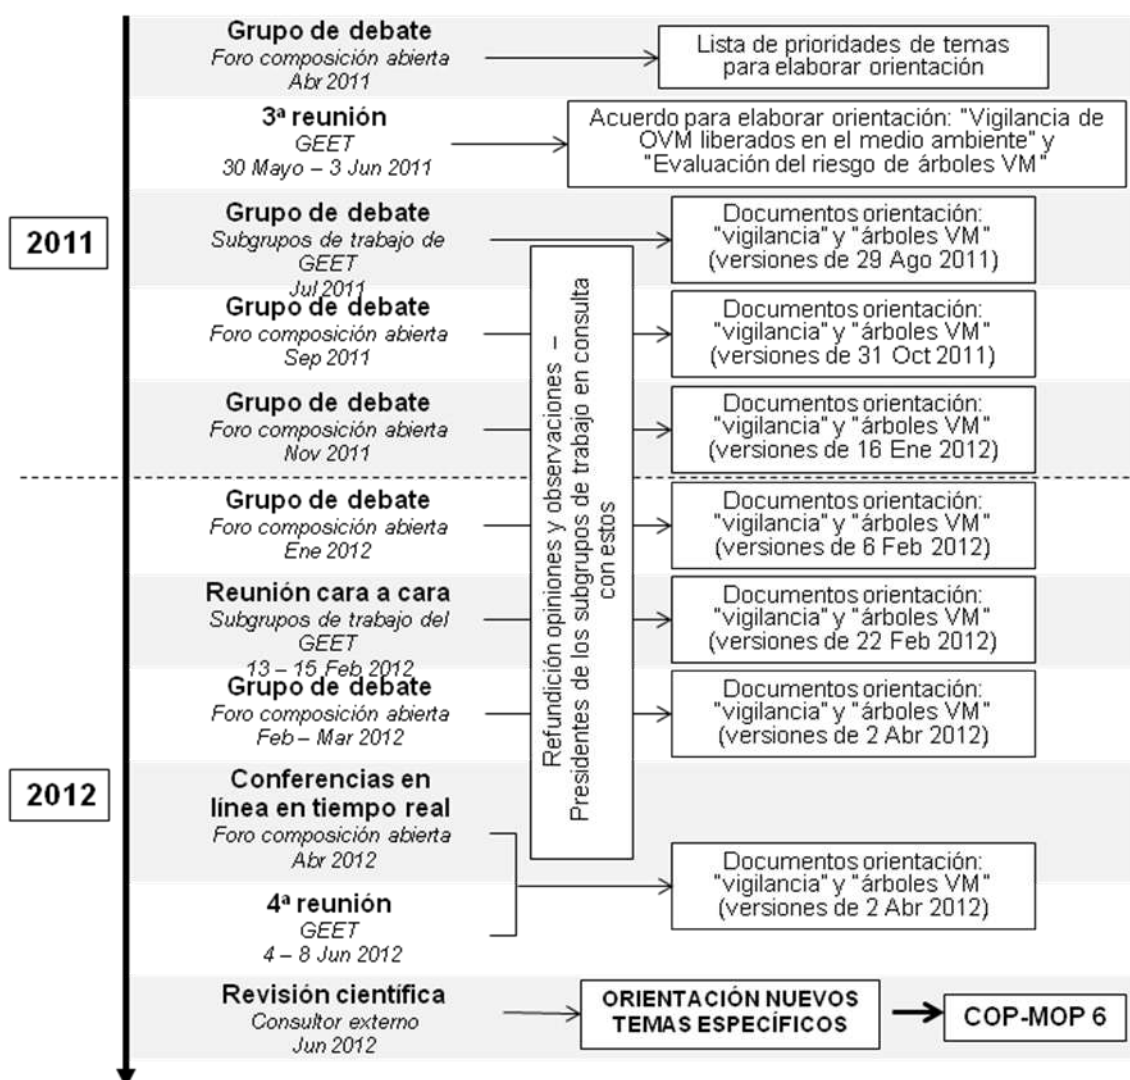 Grupo de debate
Foro composición abierta
Abr 2011
Lista de prioridades de temas
para elaborar orientación
3ª reunión
GEET
30 Mayo – 3 Jun 2011
Acuerdo para elaborar orientación: "Vigilancia de
OVM liberados en el medio ambiente" y
"Evaluación del riesgo de árboles VM"
2011
Grupo de debate
Subgrupos de trabajo de
GEET
Jul 2011
Documentos orientación:
"vigilancia" y "árboles VM"
(versiones de 29 Ago 2011)
Grupo de debate
Foro composición abierta
Sep 2011
Documentos orientación:
"vigilancia" y "árboles VM"
(versiones de 31 Oct 2011)
Grupo de debate
Foro composición abierta
Nov 2011
Documentos orientación:
"vigilancia" y "árboles VM"
(versiones de 16 Ene 2012)
Refundición opiniones y observaciones –
Presidentes de los subgrupos de trabajo en consulta
con estos
Grupo de debate
Foro composición abierta
Ene 2012
Documentos orientación:
"vigilancia" y "árboles VM"
(versiones de 6 Feb 2012)
Reunión cara a cara
Subgrupos de trabajo del
GEET
13 – 15 Feb 2012
Documentos orientación:
"vigilancia" y "árboles VM"
(versiones de 22 Feb 2012)
Grupo de debate
Foro composición abierta
Feb – Mar 2012
Documentos orientación:
"vigilancia" y "árboles VM"
(versiones de 2 Abr 2012)
2012
Conferencias en
línea en tiempo real
Foro composición abierta
Abr 2012
4ª reunión
GEET
4 – 8 Jun 2012
Documentos orientación:
"vigilancia" y "árboles VM"
(versiones de 2 Abr 2012)
Revisión científica
Consultor externo
Jun 2012
ORIENTACIÓN NUEVOS
TEMAS ESPECÍFICOS
COP-MOP 6